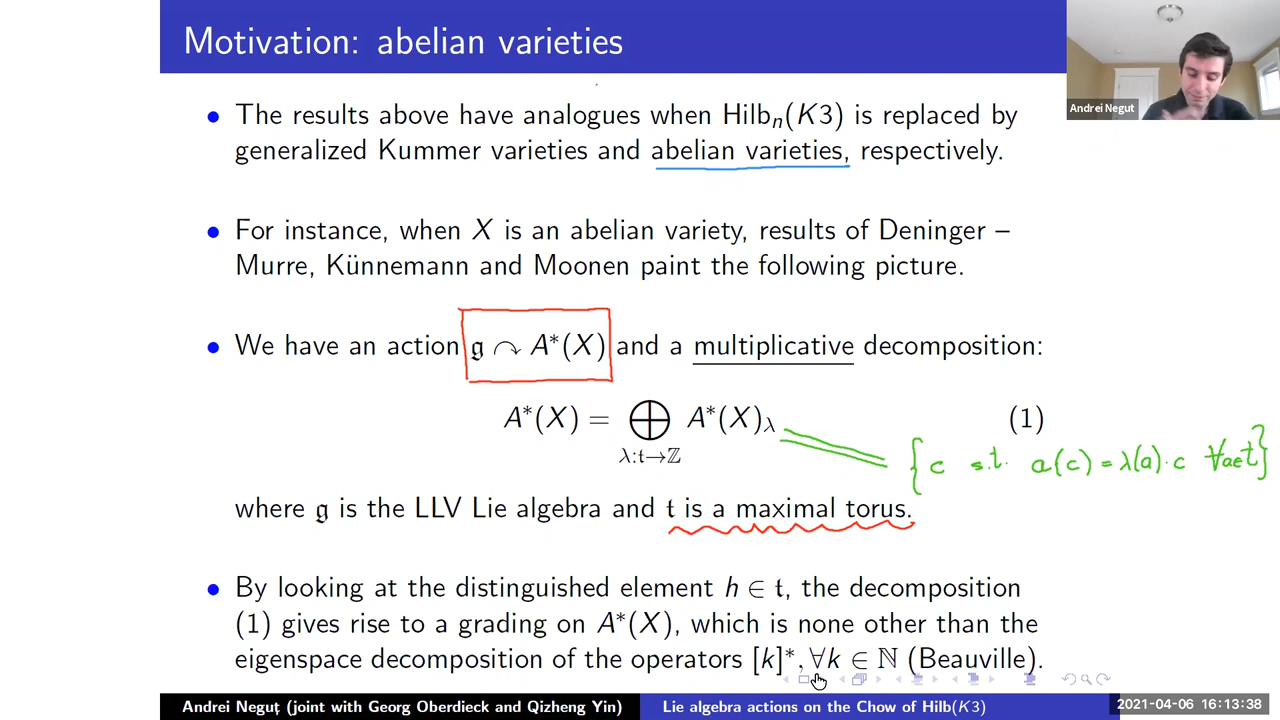 Motivation: abelian varieties
Andrei Negut
The results above have analogues when Hilbₙ(K3) is replaced by
generalized Kummer varieties and abelian varieties, respectively.
For instance, when X is an abelian variety, results of Deninger –
Murre, Künnemann and Moonen paint the following picture.
We have an action 𝔤 ↷ A*(X) and a multiplicative decomposition:
A*(X) = ⨁ A*(X)_λ (1)
λ:𝔱→ℤ
{c s.t. a(c) = λ(a)·c ∀a∈t}
where 𝔤 is the LLV Lie algebra and 𝔱 is a maximal torus.
By looking at the distinguished element h ∈ 𝔱, the decomposition
(1) gives rise to a grading on A*(X), which is none other than the
eigenspace decomposition of the operators [k]*, ∀k ∈ ℕ (Beauville).
Andrei Neguț (joint with Georg Oberdieck and Qizheng Yin) Lie algebra actions on the Chow of Hilb(K3) 2021-04-06 16:13:38